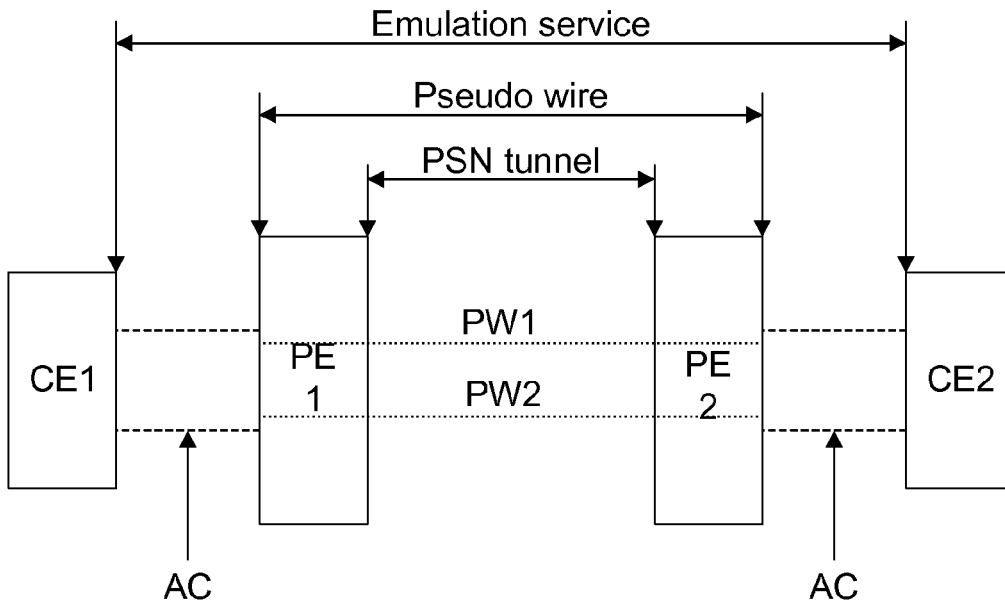 Emulation service
Pseudo wire
PSN tunnel
PW1
CE1
PE
1
PW2
PE
2
CE2
AC
AC